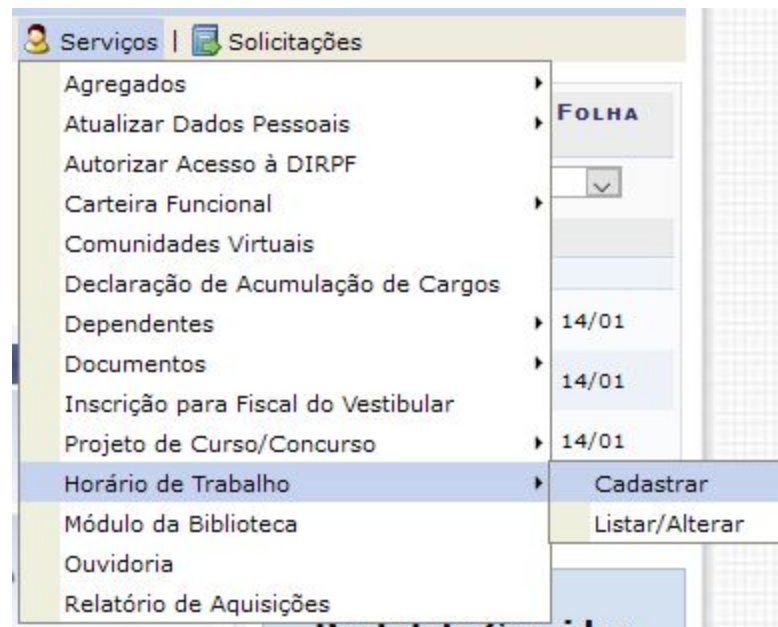 Serviços | Solicitações
Agregados
FOLHA
Atualizar Dados Pessoais
Autorizar Acesso à DIRPF
Carteira Funcional
Comunidades Virtuais
Declaração de Acumulação de Cargos
Dependentes
14/01
Documentos
14/01
Inscrição para Fiscal do Vestibular
Projeto de Curso/Concurso
14/01
Horário de Trabalho
Cadastrar
Módulo da Biblioteca
Listar/Alterar
Ouvidoria
Relatório de Aquisições